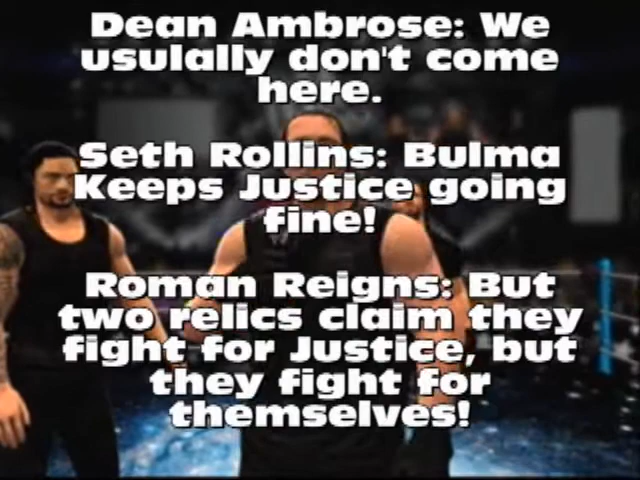 Dean Ambrose: We
usulally don't come
here.
Seth Rollins: Bulma
Keeps Justice going
fine!
Roman Reigns: But
two relics claim they
fight for Justice, but
they fight for
themselves!